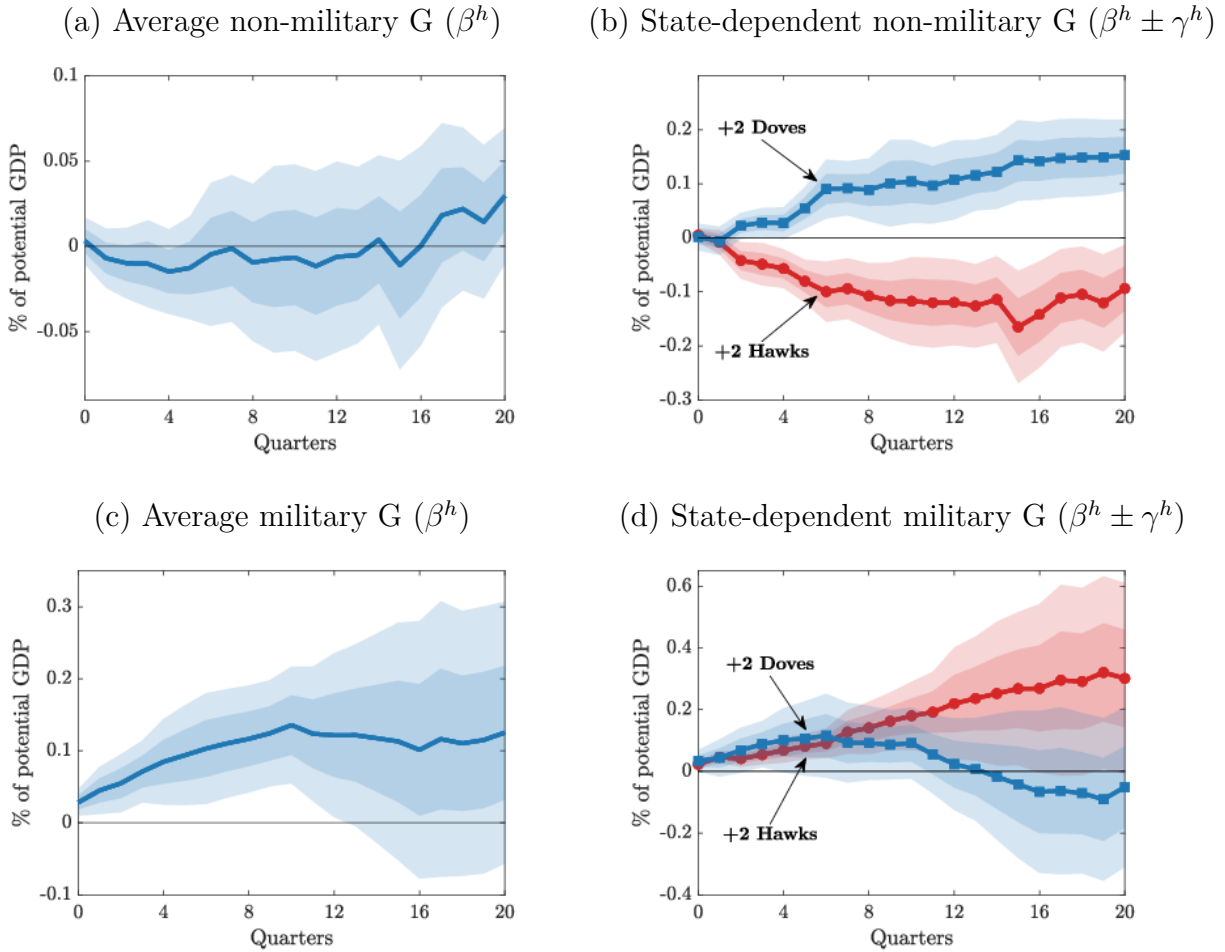 (a) Average non-military G (β^h)
(b) State-dependent non-military G (β^h ± γ^h)
% of potential GDP
0.1
0.05
0
-0.05
0 4 8 12 16 20
Quarters
% of potential GDP
0.2
0.1
0
-0.1
-0.2
-0.3
+2 Doves
+2 Hawks
0 4 8 12 16 20
Quarters
(c) Average military G (β^h)
(d) State-dependent military G (β^h ± γ^h)
% of potential GDP
0.3
0.2
0.1
0
-0.1
0 4 8 12 16 20
Quarters
% of potential GDP
0.6
0.4
0.2
0
-0.2
-0.4
+2 Doves
+2 Hawks
0 4 8 12 16 20
Quarters